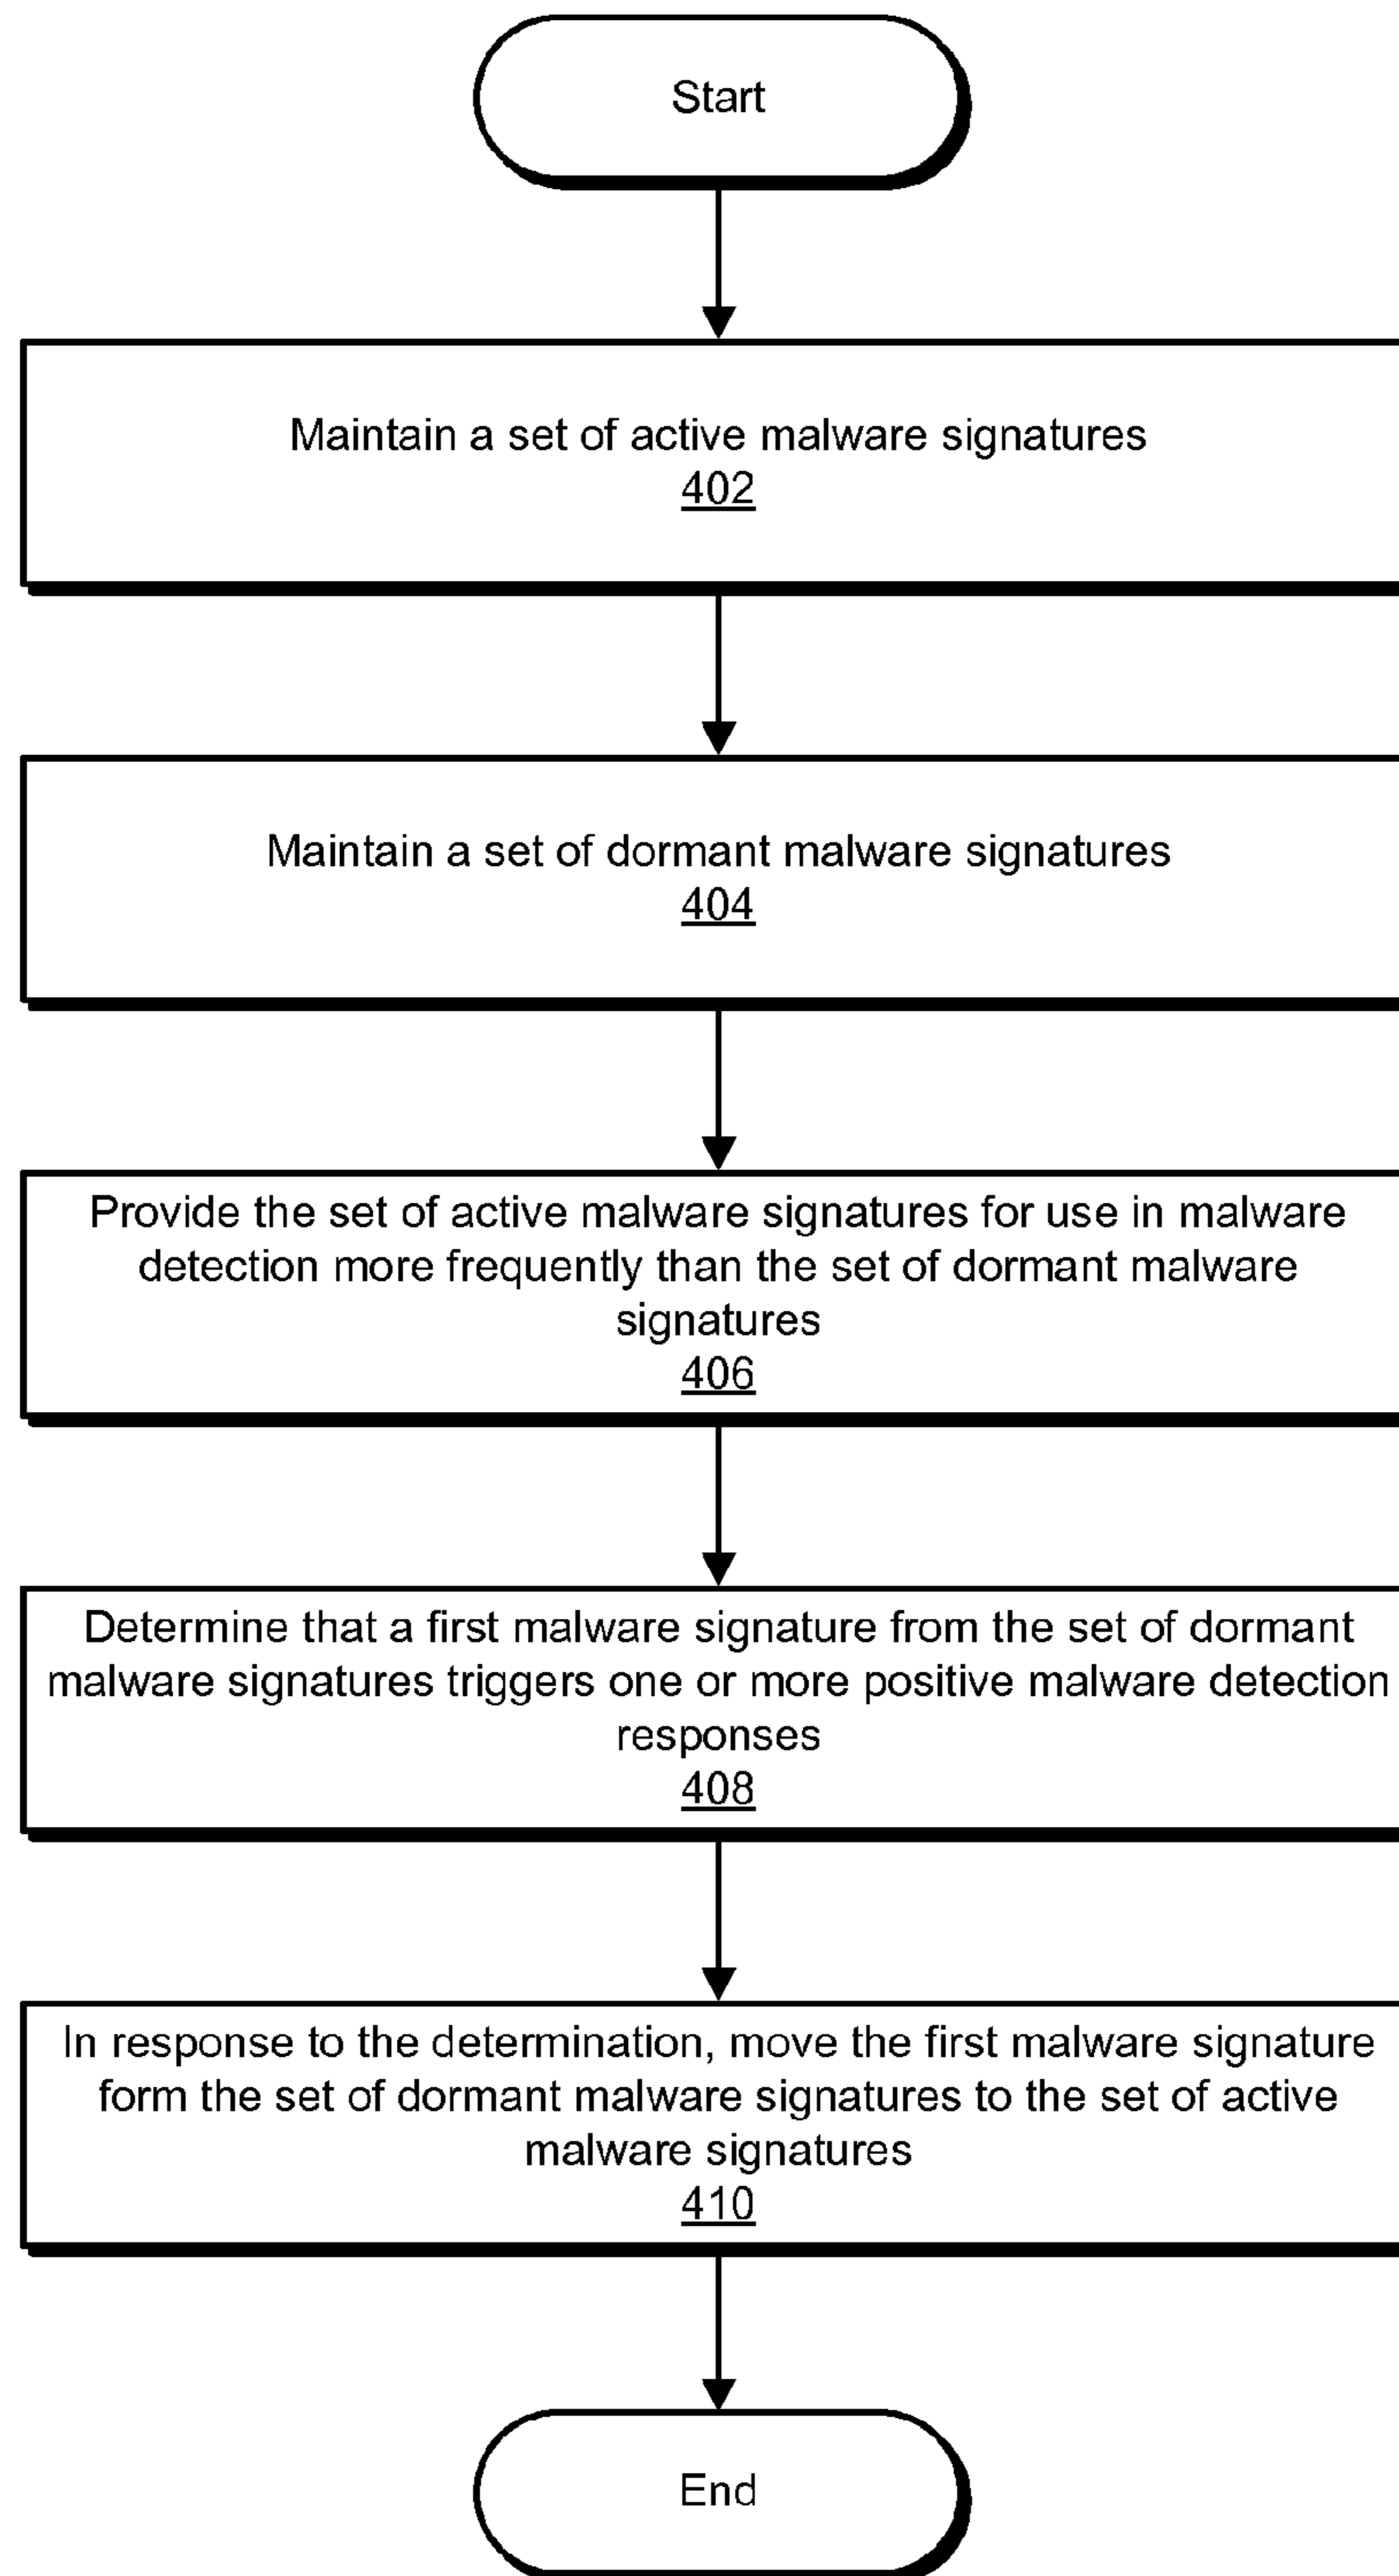 Start
Maintain a set of active malware signatures
402
Maintain a set of dormant malware signatures
404
Provide the set of active malware signatures for use in malware
detection more frequently than the set of dormant malware
signatures
406
Determine that a first malware signature from the set of dormant
malware signatures triggers one or more positive malware detection
responses
408
In response to the determination, move the first malware signature
form the set of dormant malware signatures to the set of active
malware signatures
410
End